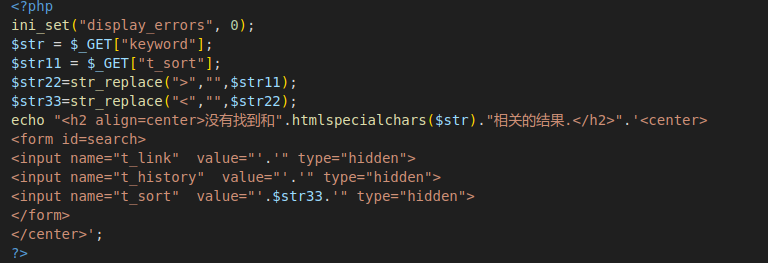 <?php
ini_set("display_errors", 0);
$str = $_GET["keyword"];
$str11 = $_GET["t_sort"];
$str22=str_replace(">","",$str11);
$str33=str_replace("<","",$str22);
echo "<h2 align=center>没有找到和".htmlspecialchars($str)."相关的结果.</h2>".'<center>
<form id=search>
<input name="t_link"  value="'.'" type="hidden">
<input name="t_history"  value="'.'" type="hidden">
<input name="t_sort"  value="'.$str33.'" type="hidden">
</form>
</center>';
?>